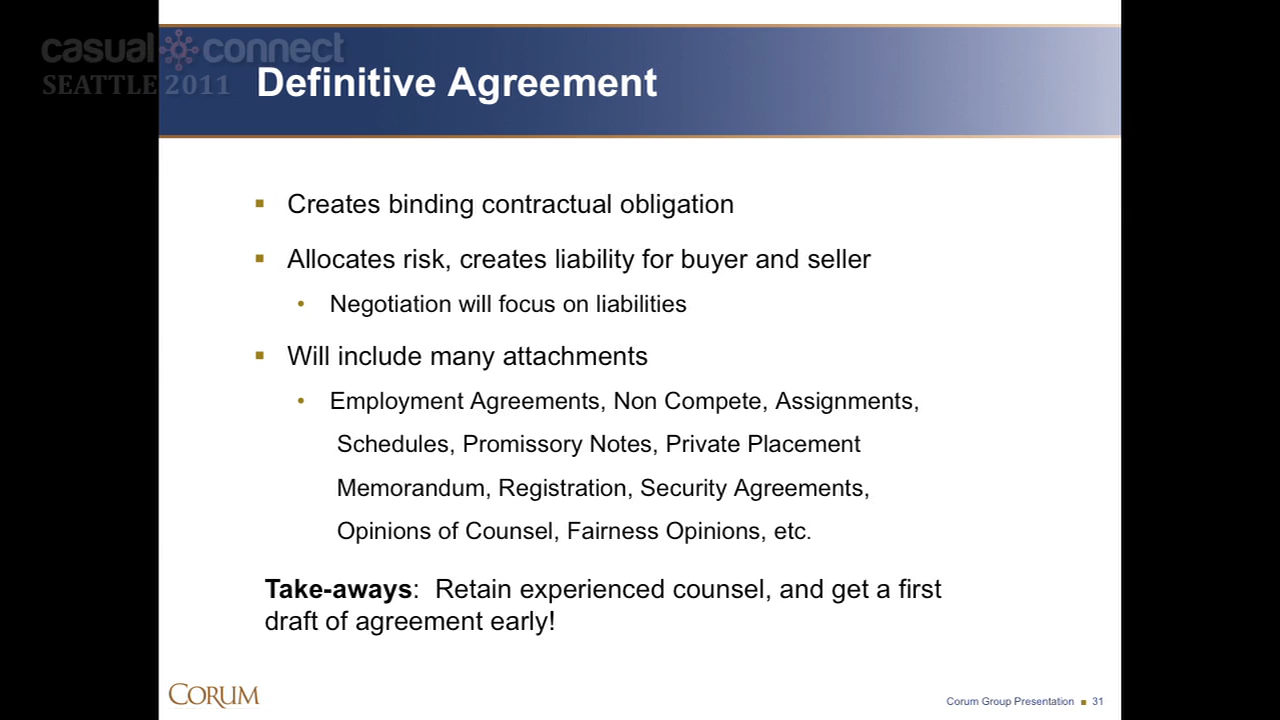 casual connect
SEATTLE 2011
Definitive Agreement
Creates binding contractual obligation
Allocates risk, creates liability for buyer and seller
Negotiation will focus on liabilities
Will include many attachments
Employment Agreements, Non Compete, Assignments,
Schedules, Promissory Notes, Private Placement
Memorandum, Registration, Security Agreements,
Opinions of Counsel, Fairness Opinions, etc.
Take-aways: Retain experienced counsel, and get a first
draft of agreement early!
CORUM
Corum Group Presentation ■ 31